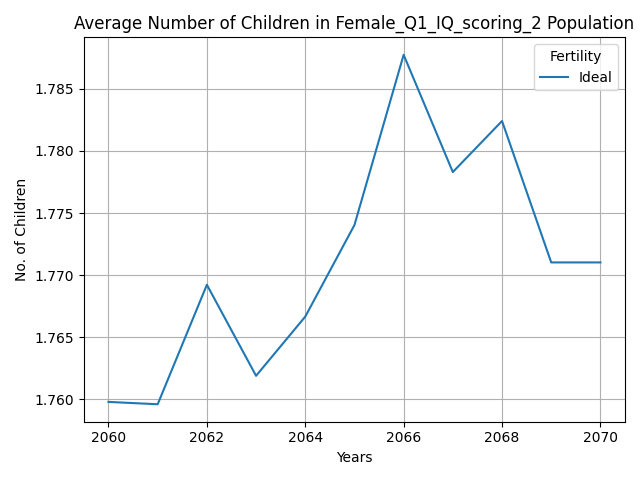 Average Number of Children in Female_Q1_IQ_scoring_2 Population
Fertility
Ideal
1.785
1.780
1.775
1.770
1.765
1.760
No. of Children
2060
2062
2064
2066
2068
2070
Years